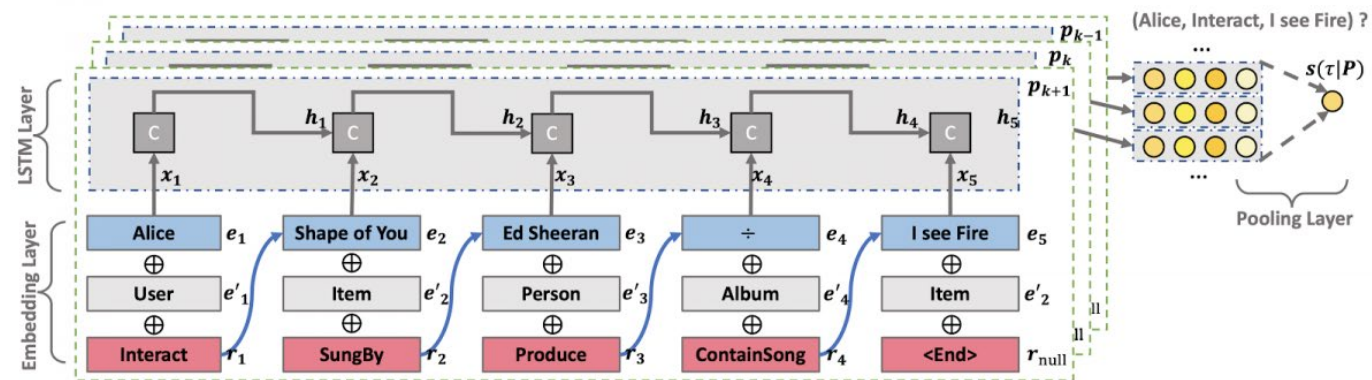 (Alice, Interact, I see Fire) ?
p_{k-1}
p_k
p_{k+1}
...
s(τ|P)
...
Pooling Layer
LSTM Layer
C C C C C
h_1 h_2 h_3 h_4 h_5
x_1 x_2 x_3 x_4 x_5
Embedding Layer
Alice e_1 Shape of You e_2 Ed Sheeran e_3 ÷ e_4 I see Fire e_5
⊕ ⊕ ⊕ ⊕ ⊕
User e'_1 Item e'_2 Person e'_3 Album e'_4 Item e'_2
ll
⊕ ⊕ ⊕ ⊕ ⊕
ll
Interact r_1 SungBy r_2 Produce r_3 ContainSong r_4 <End> r_null